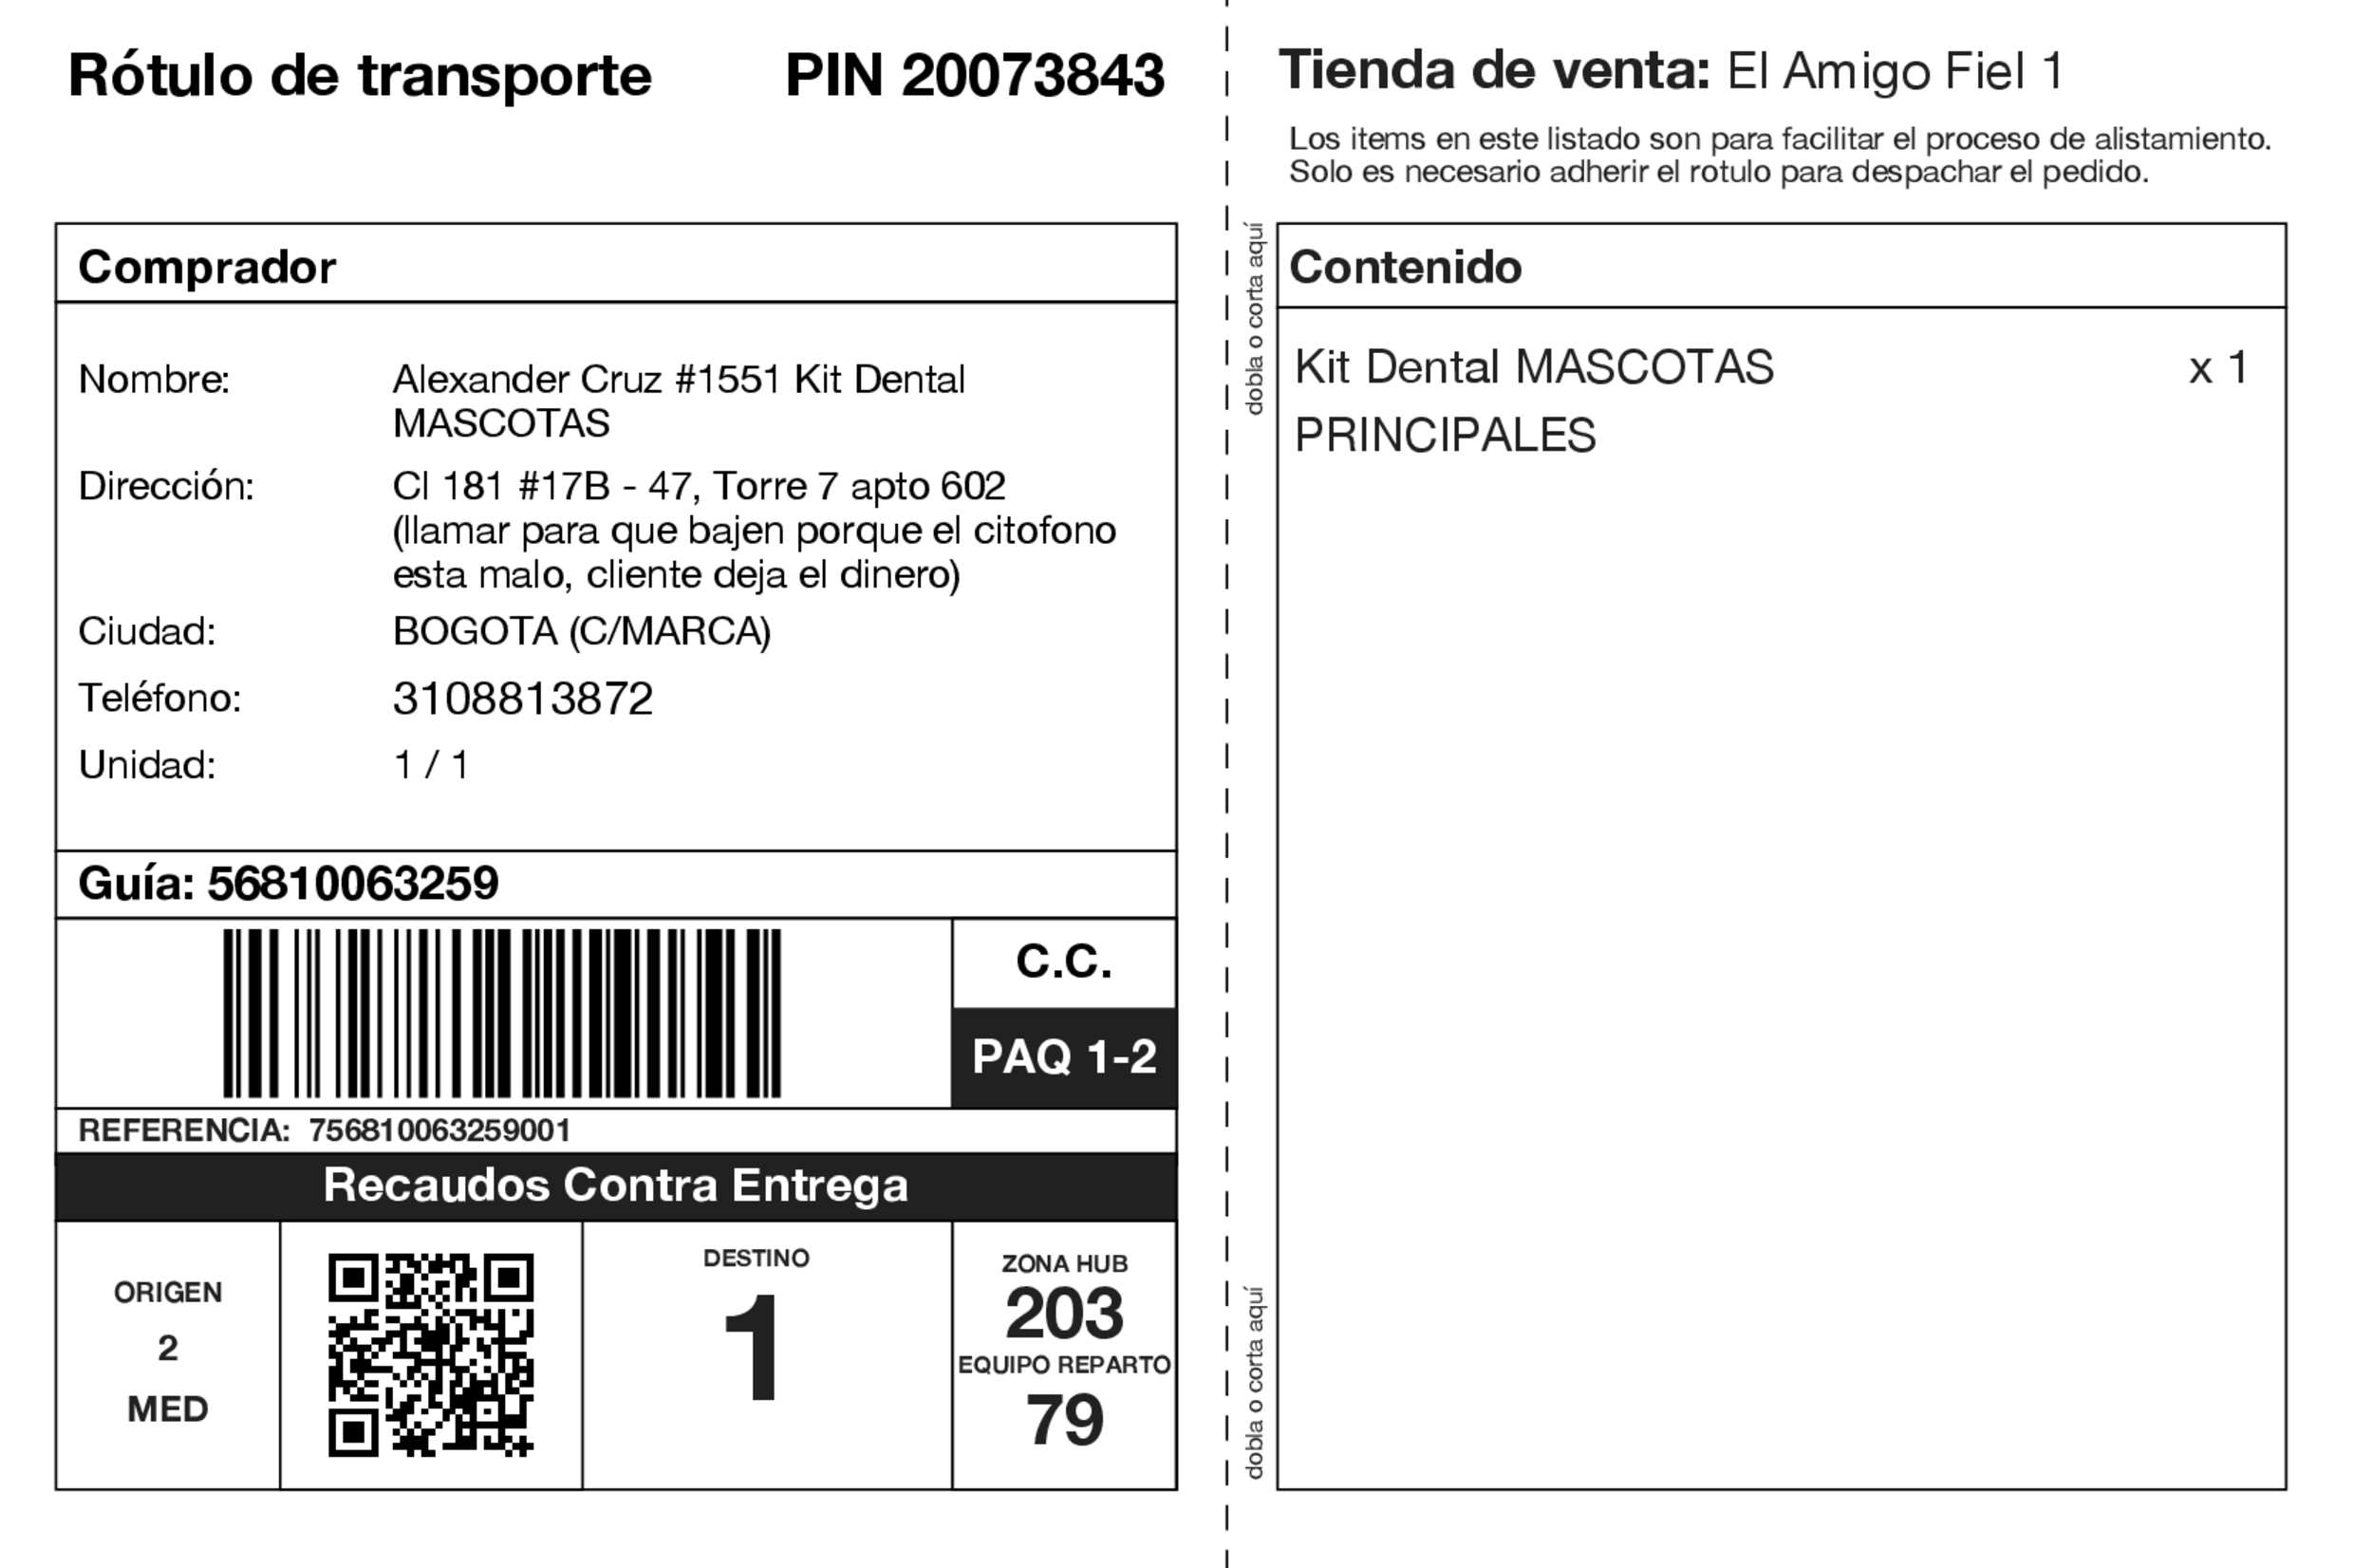 Rótulo de transporte PIN 20073843
Comprador
Nombre: Alexander Cruz #1551 Kit Dental
MASCOTAS
Dirección: Cl 181 #17B - 47, Torre 7 apto 602
(llamar para que bajen porque el citofono
esta malo, cliente deja el dinero)
Ciudad: BOGOTA (C/MARCA)
Teléfono: 3108813872
Unidad: 1 / 1
Guía: 56810063259
C.C.
PAQ 1-2
REFERENCIA: 756810063259001
Recaudos Contra Entrega
ORIGEN
2
MED
DESTINO
1
ZONA HUB
203
EQUIPO REPARTO
79
dobla o corta aquí
dobla o corta aquí
Tienda de venta: El Amigo Fiel 1
Los items en este listado son para facilitar el proceso de alistamiento.
Solo es necesario adherir el rotulo para despachar el pedido.
Contenido
Kit Dental MASCOTAS x 1
PRINCIPALES